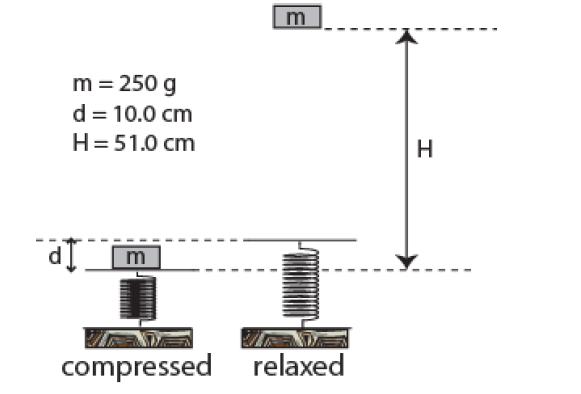 m
m = 250 g
d = 10.0 cm
H = 51.0 cm
H
d
m
compressed
relaxed